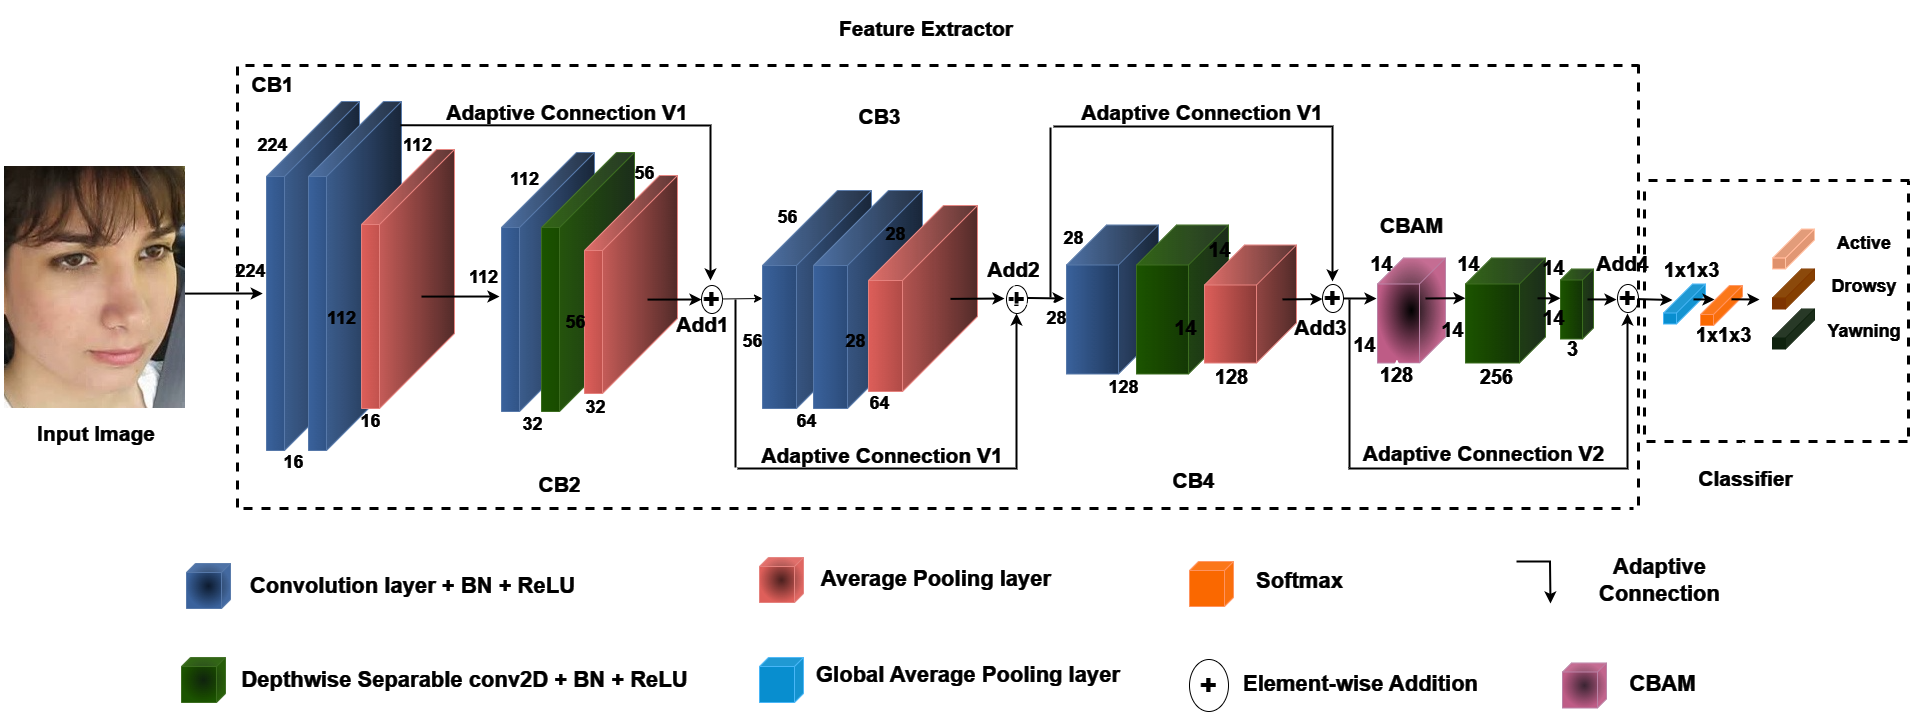 Feature Extractor
CB1
224
224
16
112
112
16
Adaptive Connection V1
112
112
32
56
56
32
CB2
Add1
CB3
56
56
64
28
28
64
Adaptive Connection V1
Add2
Adaptive Connection V1
28
28
128
14
14
128
CB4
Add3
CBAM
14
14
128
14
14
256
14
14
3
Adaptive Connection V2
Add4
1x1x3
1x1x3
Active
Drowsy
Yawning
Classifier
Input Image
Convolution layer + BN + ReLU
Average Pooling layer
Softmax
Adaptive
Connection
Depthwise Separable conv2D + BN + ReLU
Global Average Pooling layer
Element-wise Addition
CBAM